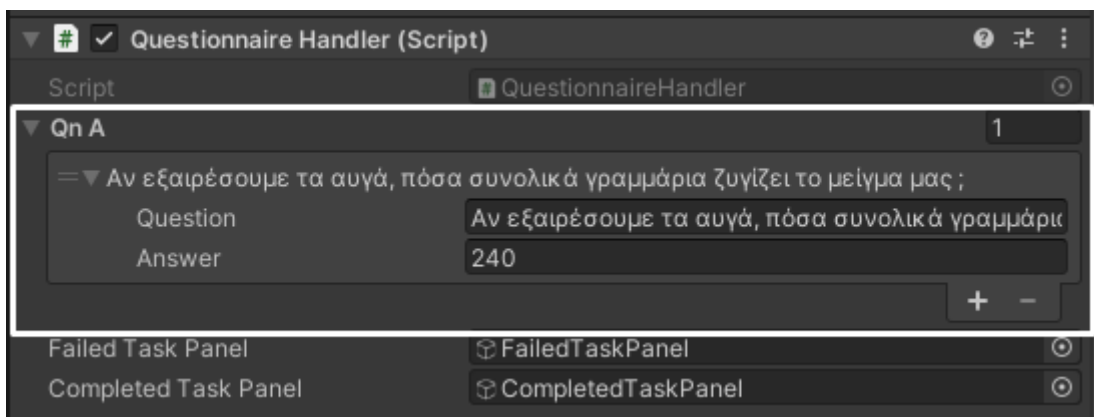 Questionnaire Handler (Script)
Script QuestionnaireHandler
Qn A 1
Αν εξαιρέσουμε τα αυγά, πόσα συνολικά γραμμάρια ζυγίζει το μείγμα μας ;
Question Αν εξαιρέσουμε τα αυγά, πόσα συνολικά γραμμάρια
Answer 240
+ −
Failed Task Panel FailedTaskPanel
Completed Task Panel CompletedTaskPanel